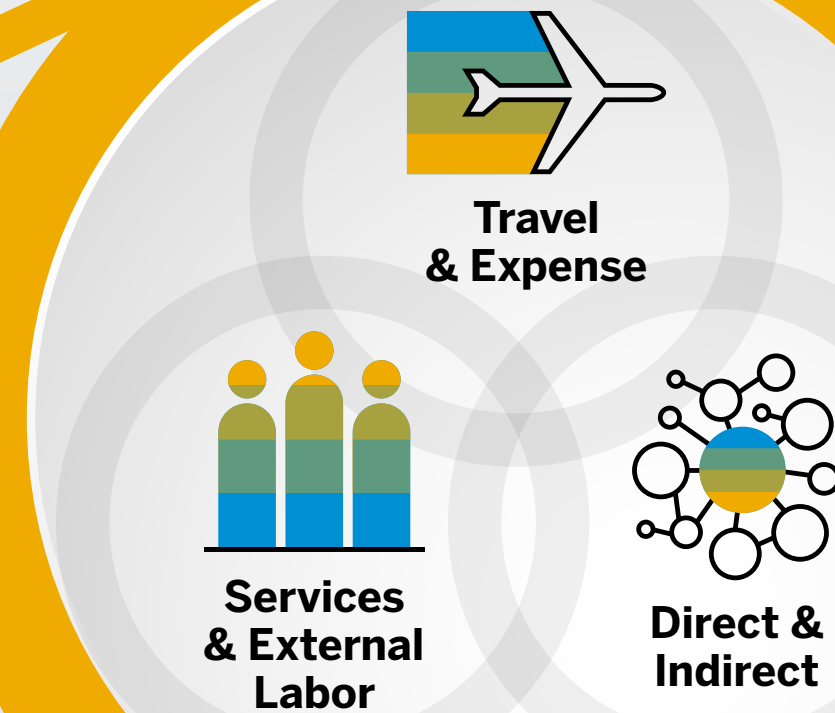 Travel
& Expense
Services
& External
Labor
Direct &
Indirect